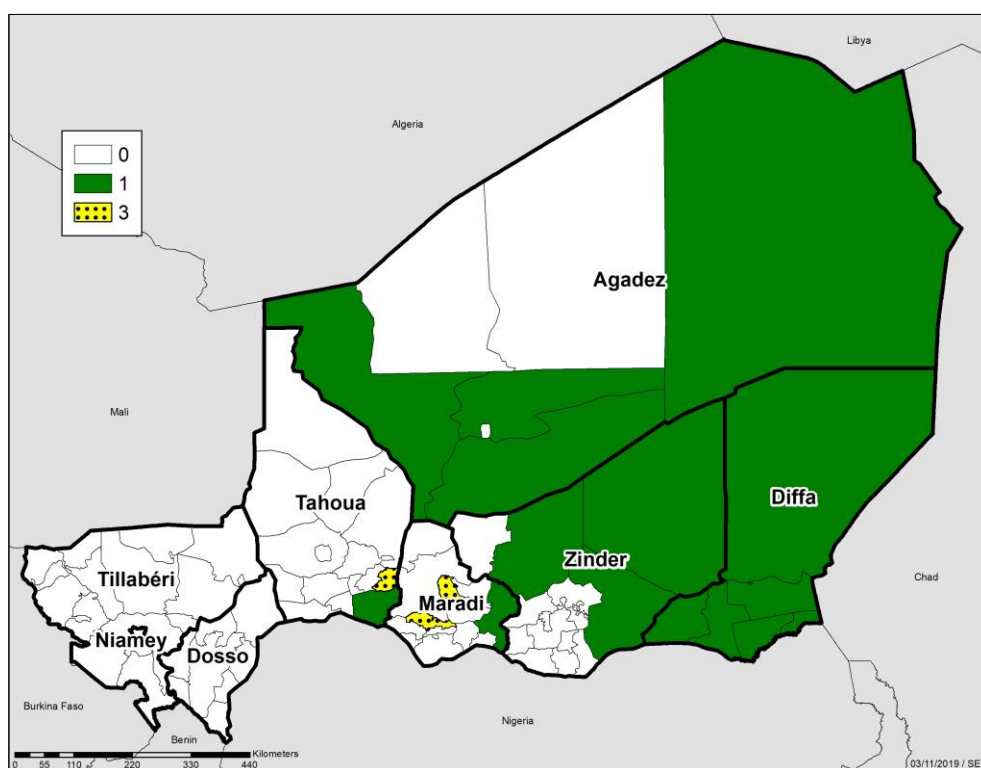 Libya
Algeria
0
1
3
Agadez
Mali
Tahoua
Diffa
Zinder
Tillabéri
Chad
Maradi
Niamey
Dosso
Burkina Faso
Nigeria
Benin
Kilometers
0 55 110 220 330 440
03/11/2019 / SE